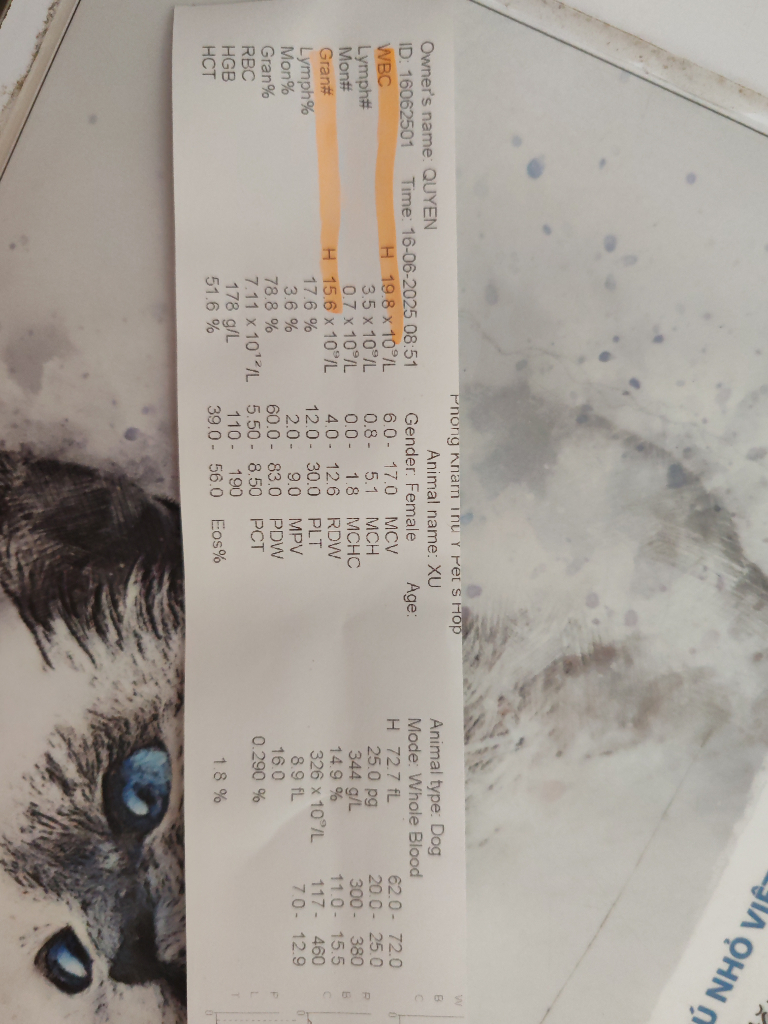 Phòng Khám Thú Y Pet's Hop
Owner's name: QUYEN Animal name: XU Animal type: Dog
ID: 16062501 Time: 16-06-2025 08:51 Gender: Female Age: Mode: Whole Blood
WBC H 19.8 x 10⁹/L 6.0 - 17.0 MCV H 72.7 fL 62.0 - 72.0
Lymph# 3.5 x 10⁹/L 0.8 - 5.1 MCH 25.0 pg 20.0 - 25.0
Mon# 0.7 x 10⁹/L 0.0 - 1.8 MCHC 344 g/L 300 - 380
Gran# H 15.6 x 10⁹/L 4.0 - 12.6 RDW 14.9 % 11.0 - 15.5
Lymph% 17.6 % 12.0 - 30.0 PLT 326 x 10⁹/L 117 - 460
Mon% 3.6 % 2.0 - 9.0 MPV 8.9 fL 7.0 - 12.9
Gran% 78.8 % 60.0 - 83.0 PDW 16.0
RBC 7.11 x 10¹²/L 5.50 - 8.50 PCT 0.290 %
HGB 178 g/L 110 - 190
HCT 51.6 % 39.0 - 56.0 Eos% 1.8 %
W
B
C
R
B
C
P
L
T
0
0
Ú NHỎ VIỆ